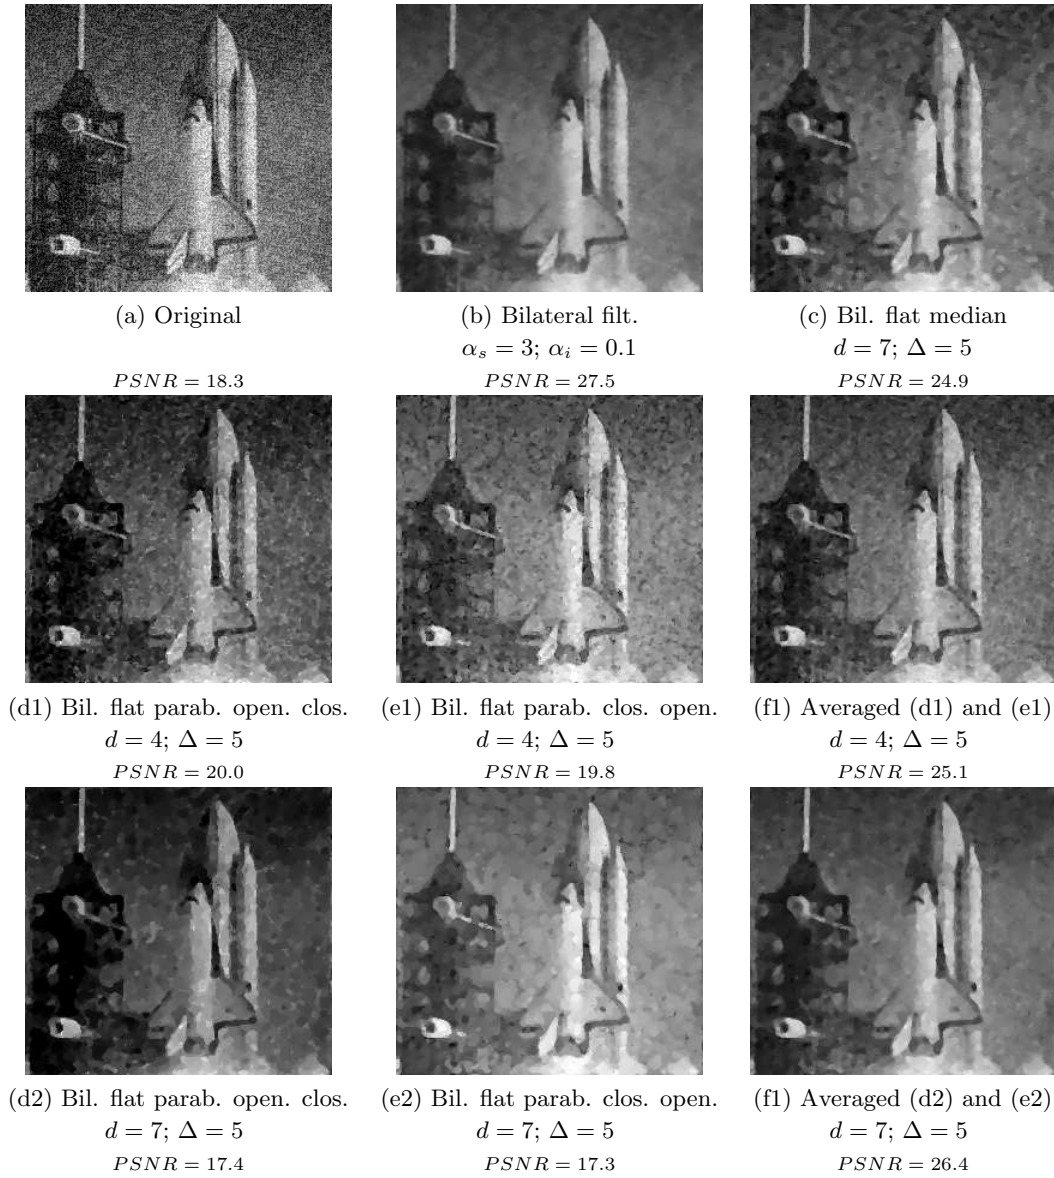 (a) Original
(b) Bilateral filt.
(c) Bil. flat median
αs = 3; αi = 0.1
d = 7; Δ = 5
PSNR = 18.3
PSNR = 27.5
PSNR = 24.9
(d1) Bil. flat parab. open. clos.
(e1) Bil. flat parab. clos. open.
(f1) Averaged (d1) and (e1)
d = 4; Δ = 5
d = 4; Δ = 5
d = 4; Δ = 5
PSNR = 20.0
PSNR = 19.8
PSNR = 25.1
(d2) Bil. flat parab. open. clos.
(e2) Bil. flat parab. clos. open.
(f1) Averaged (d2) and (e2)
d = 7; Δ = 5
d = 7; Δ = 5
d = 7; Δ = 5
PSNR = 17.4
PSNR = 17.3
PSNR = 26.4